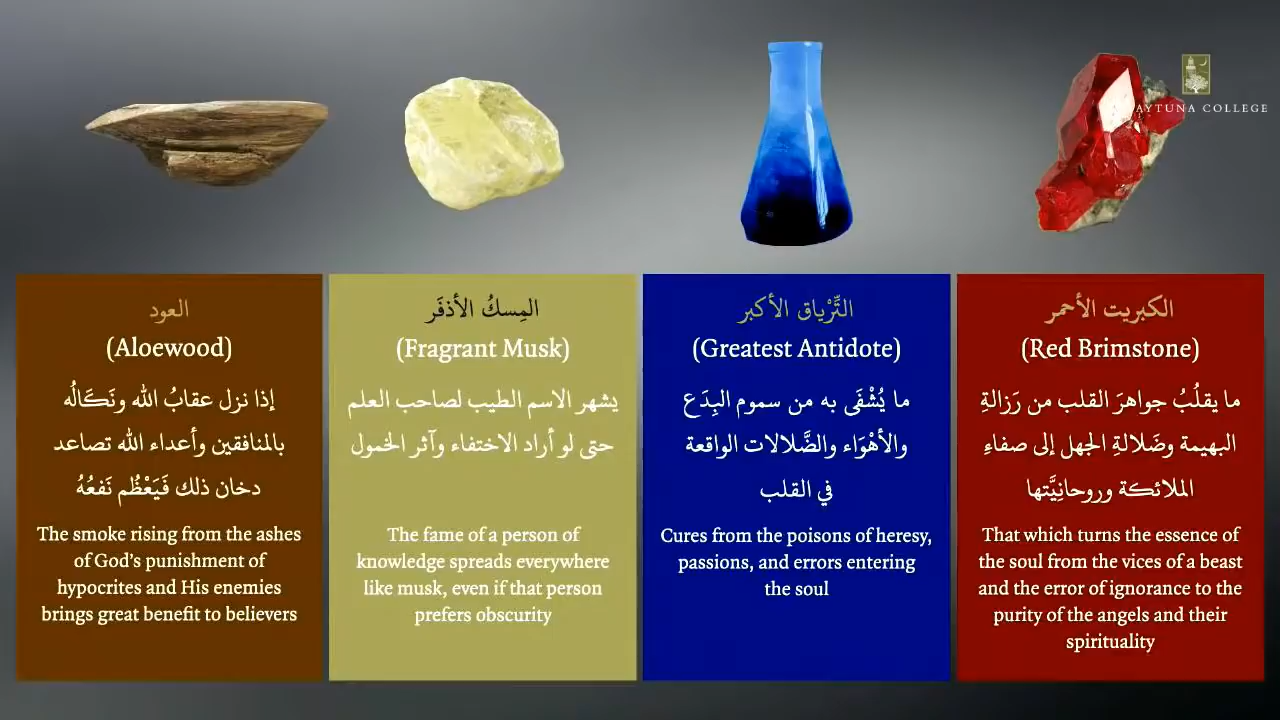 AYTUNA COLLEGE
العود
(Aloewood)
إذا نزل عقابُ الله ونَكَالُه
بالمنافقين وأعداء الله تصاعد
دخان ذلك فَيَعْظُم نَفعُهُ
The smoke rising from the ashes
of God’s punishment of
hypocrites and His enemies
brings great benefit to believers
المِسكُ الأذفَر
(Fragrant Musk)
يشهر الاسم الطيب لصاحب العلم
حتى لو أراد الاختفاء وآثر الخمول
The fame of a person of
knowledge spreads everywhere
like musk, even if that person
prefers obscurity
التِّرْياق الأكبر
(Greatest Antidote)
ما يُشْفَى به من سموم البِدَع
والأهْوَاء والضَّلالات الواقعة
في القلب
Cures from the poisons of heresy,
passions, and errors entering
the soul
الكبريت الأحمر
(Red Brimstone)
ما يقلُبُ جواهرَ القلب من رَزالةِ
البهيمة وضَلالةِ الجهل إلى صفاءِ
الملائكة وروحانِيَّتها
That which turns the essence of
the soul from the vices of a beast
and the error of ignorance to the
purity of the angels and their
spirituality